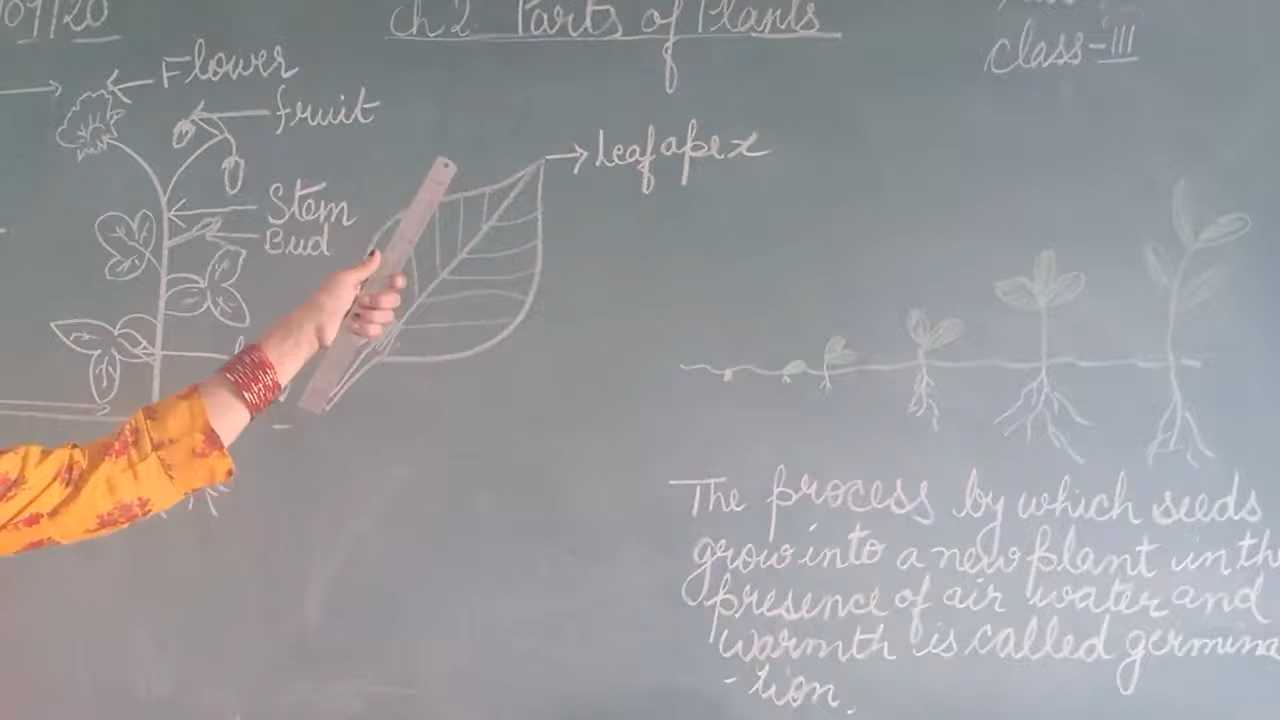 09/20
Ch 2 Parts of Plants
class-III
Flower
fruit
Leaf apex
Stem
Bud
The process by which seeds
grow into a new plant in the
presence of air water and
warmth is called germina
-tion.